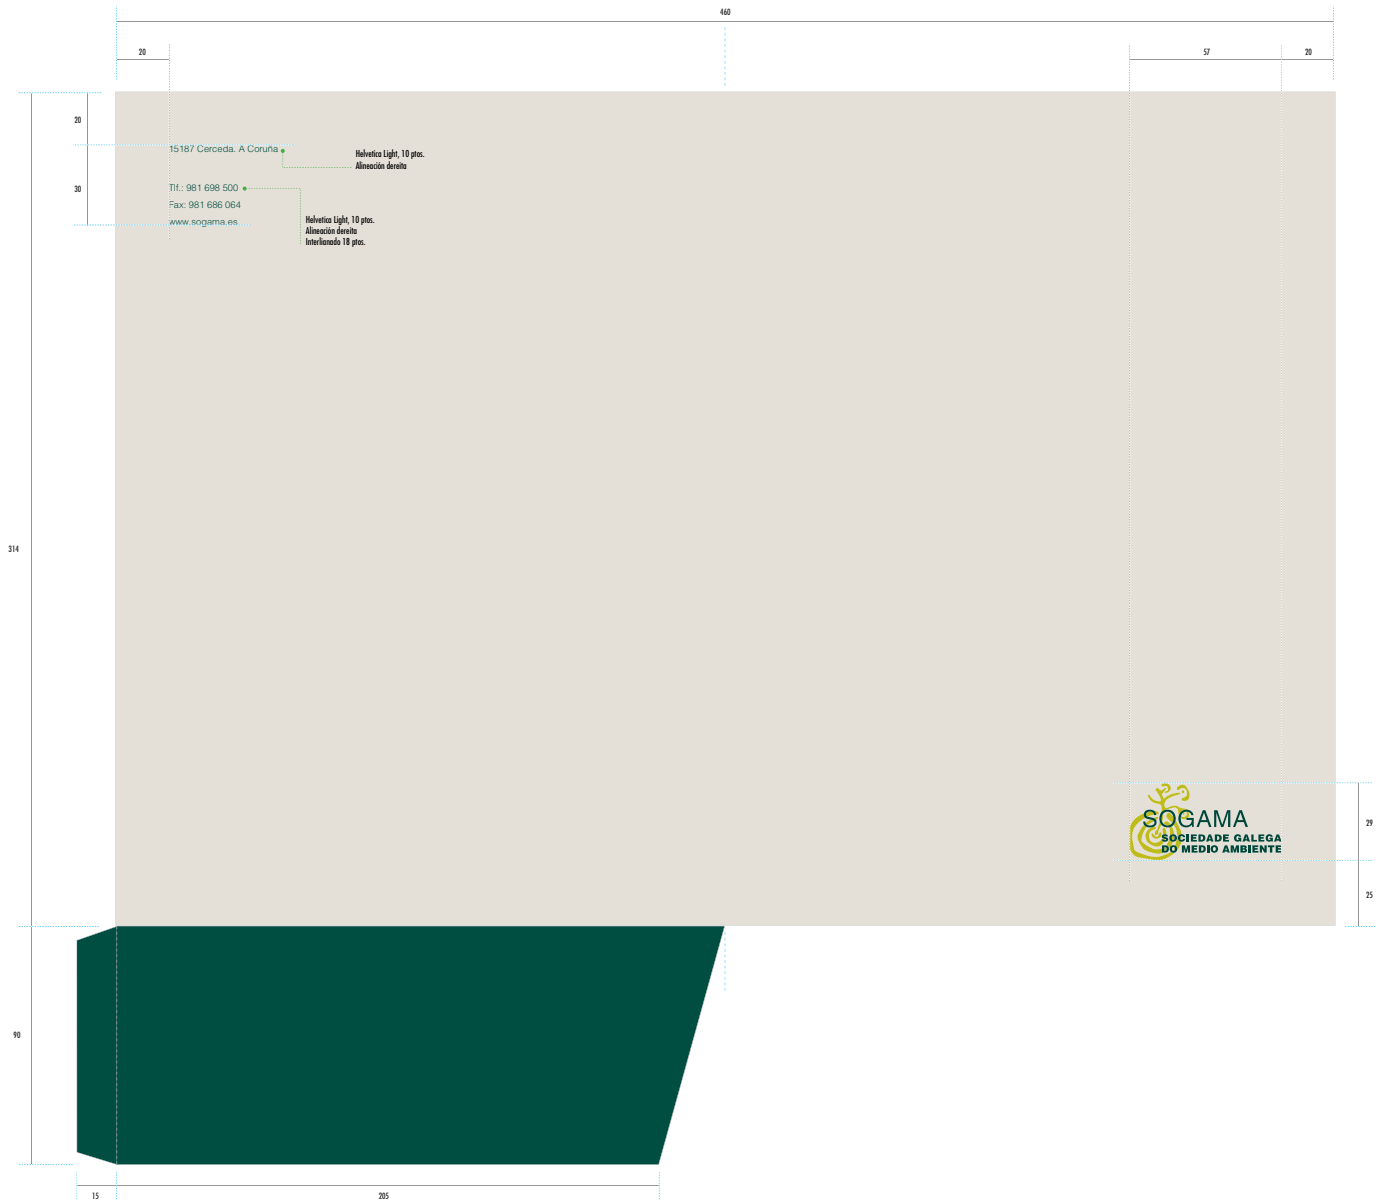 460
20
57
20
20
15187 Cerceda. A Coruña
Helvetica Light, 10 ptos.
Alineación dereita
30
Tlf.: 981 698 500
Fax: 981 686 064
www.sogama.es
Helvetica Light, 10 ptos.
Alineación dereita
Interlianado 18 ptos.
314
SOGAMA
SOCIEDADE GALEGA
DO MEDIO AMBIENTE
29
25
90
15
205